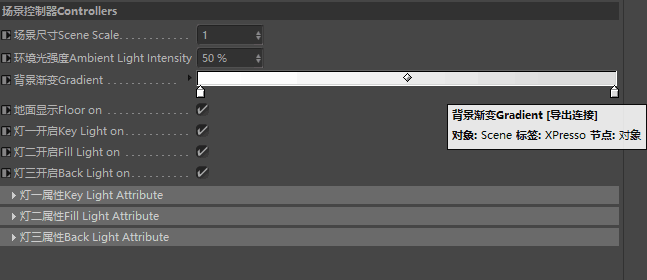 场景控制器Controllers
场景尺寸Scene Scale. . . . . . . . . . 1
环境光强度Ambient Light Intensity 50 %
背景渐变Gradient . . . . . . . . . . . .
地面显示Floor on . . . . . . . . . . . .
灯一开启Key Light on. . . . . . . . .
灯二开启Fill Light on . . . . . . . . .
灯三开启Back Light on. . . . . . . .
背景渐变Gradient [导出连接]
对象: Scene 标签: XPresso 节点: 对象
灯一属性Key Light Attribute
灯二属性Fill Light Attribute
灯三属性Back Light Attribute